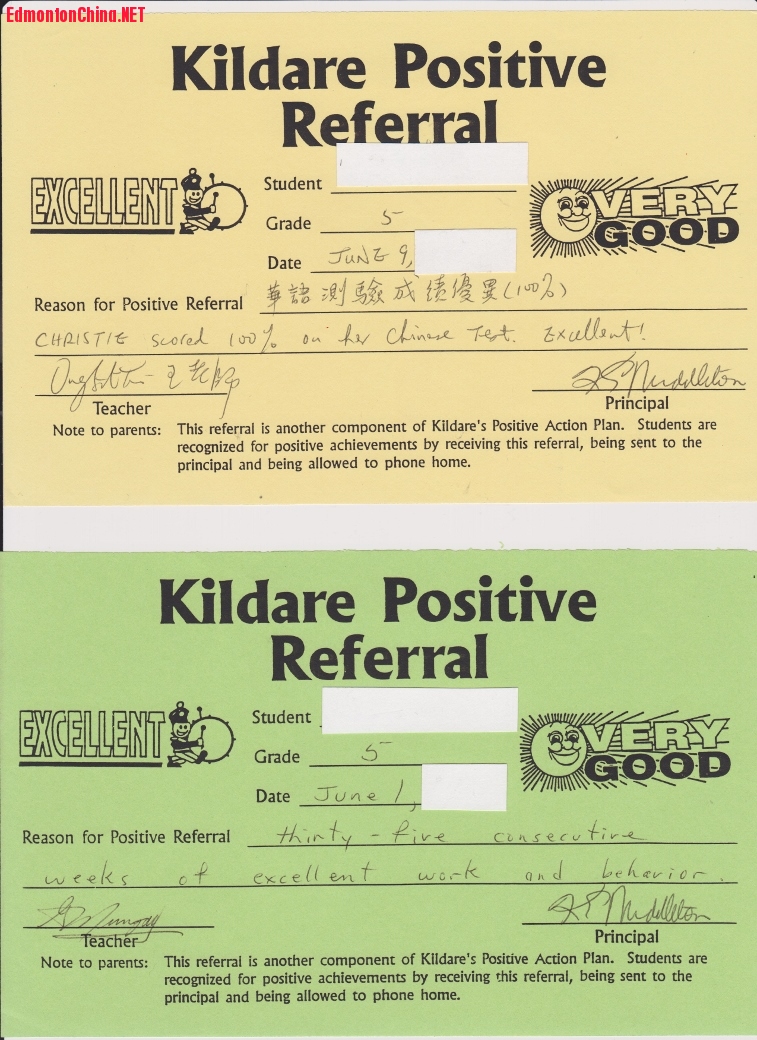 EdmontonChina.NET
Kildare Positive
Referral
EXCELLENT
Student
VERY
GOOD
Grade 5
Date JUNE 9,
Reason for Positive Referral 華語測驗成績優異(100%)
CHRISTIE scored 100% on her Chinese Test. Excellent!
王老師
Middleton
Teacher
Principal
Note to parents: This referral is another component of Kildare's Positive Action Plan. Students are
recognized for positive achievements by receiving this referral, being sent to the
principal and being allowed to phone home.
Kildare Positive
Referral
EXCELLENT
Student
VERY
GOOD
Grade 5
Date June 1,
Reason for Positive Referral thirty-five consecutive
weeks of excellent work and behavior.
Middleton
Teacher
Principal
Note to parents: This referral is another component of Kildare's Positive Action Plan. Students are
recognized for positive achievements by receiving this referral, being sent to the
principal and being allowed to phone home.